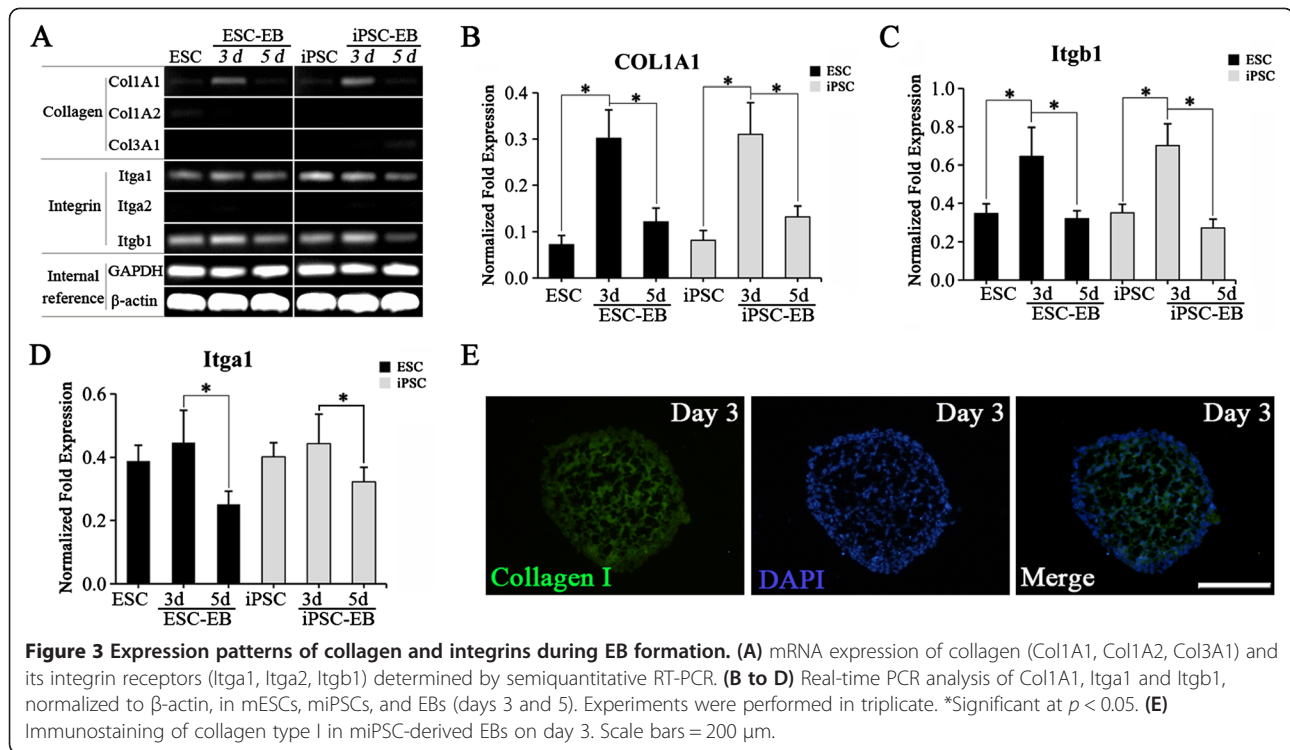 A
ESC-EB
iPSC-EB
ESC 3 d 5 d iPSC 3 d 5 d
Collagen
Col1A1
Col1A2
Col3A1
Integrin
Itga1
Itga2
Itgb1
Internal reference
GAPDH
β-actin
B
COL1A1
ESC
iPSC
Normalized Fold Expression
0.4
0.3
0.2
0.1
0.0
* * * *
ESC 3d 5d iPSC 3d 5d
ESC-EB iPSC-EB
C
Itgb1
ESC
iPSC
Normalized Fold Expression
1.0
0.8
0.6
0.4
0.2
0.0
* * * *
ESC 3d 5d iPSC 3d 5d
ESC-EB iPSC-EB
D
Itga1
ESC
iPSC
Normalized Fold Expression
0.6
0.4
0.2
0.0
* *
ESC 3d 5d iPSC 3d 5d
ESC-EB iPSC-EB
E
Day 3 Day 3 Day 3
Collagen I DAPI Merge
Figure 3 Expression patterns of collagen and integrins during EB formation. (A) mRNA expression of collagen (Col1A1, Col1A2, Col3A1) and
its integrin receptors (Itga1, Itga2, Itgb1) determined by semiquantitative RT-PCR. (B to D) Real-time PCR analysis of Col1A1, Itga1 and Itgb1,
normalized to β-actin, in mESCs, miPSCs, and EBs (days 3 and 5). Experiments were performed in triplicate. *Significant at p < 0.05. (E)
Immunostaining of collagen type I in miPSC-derived EBs on day 3. Scale bars = 200 μm.